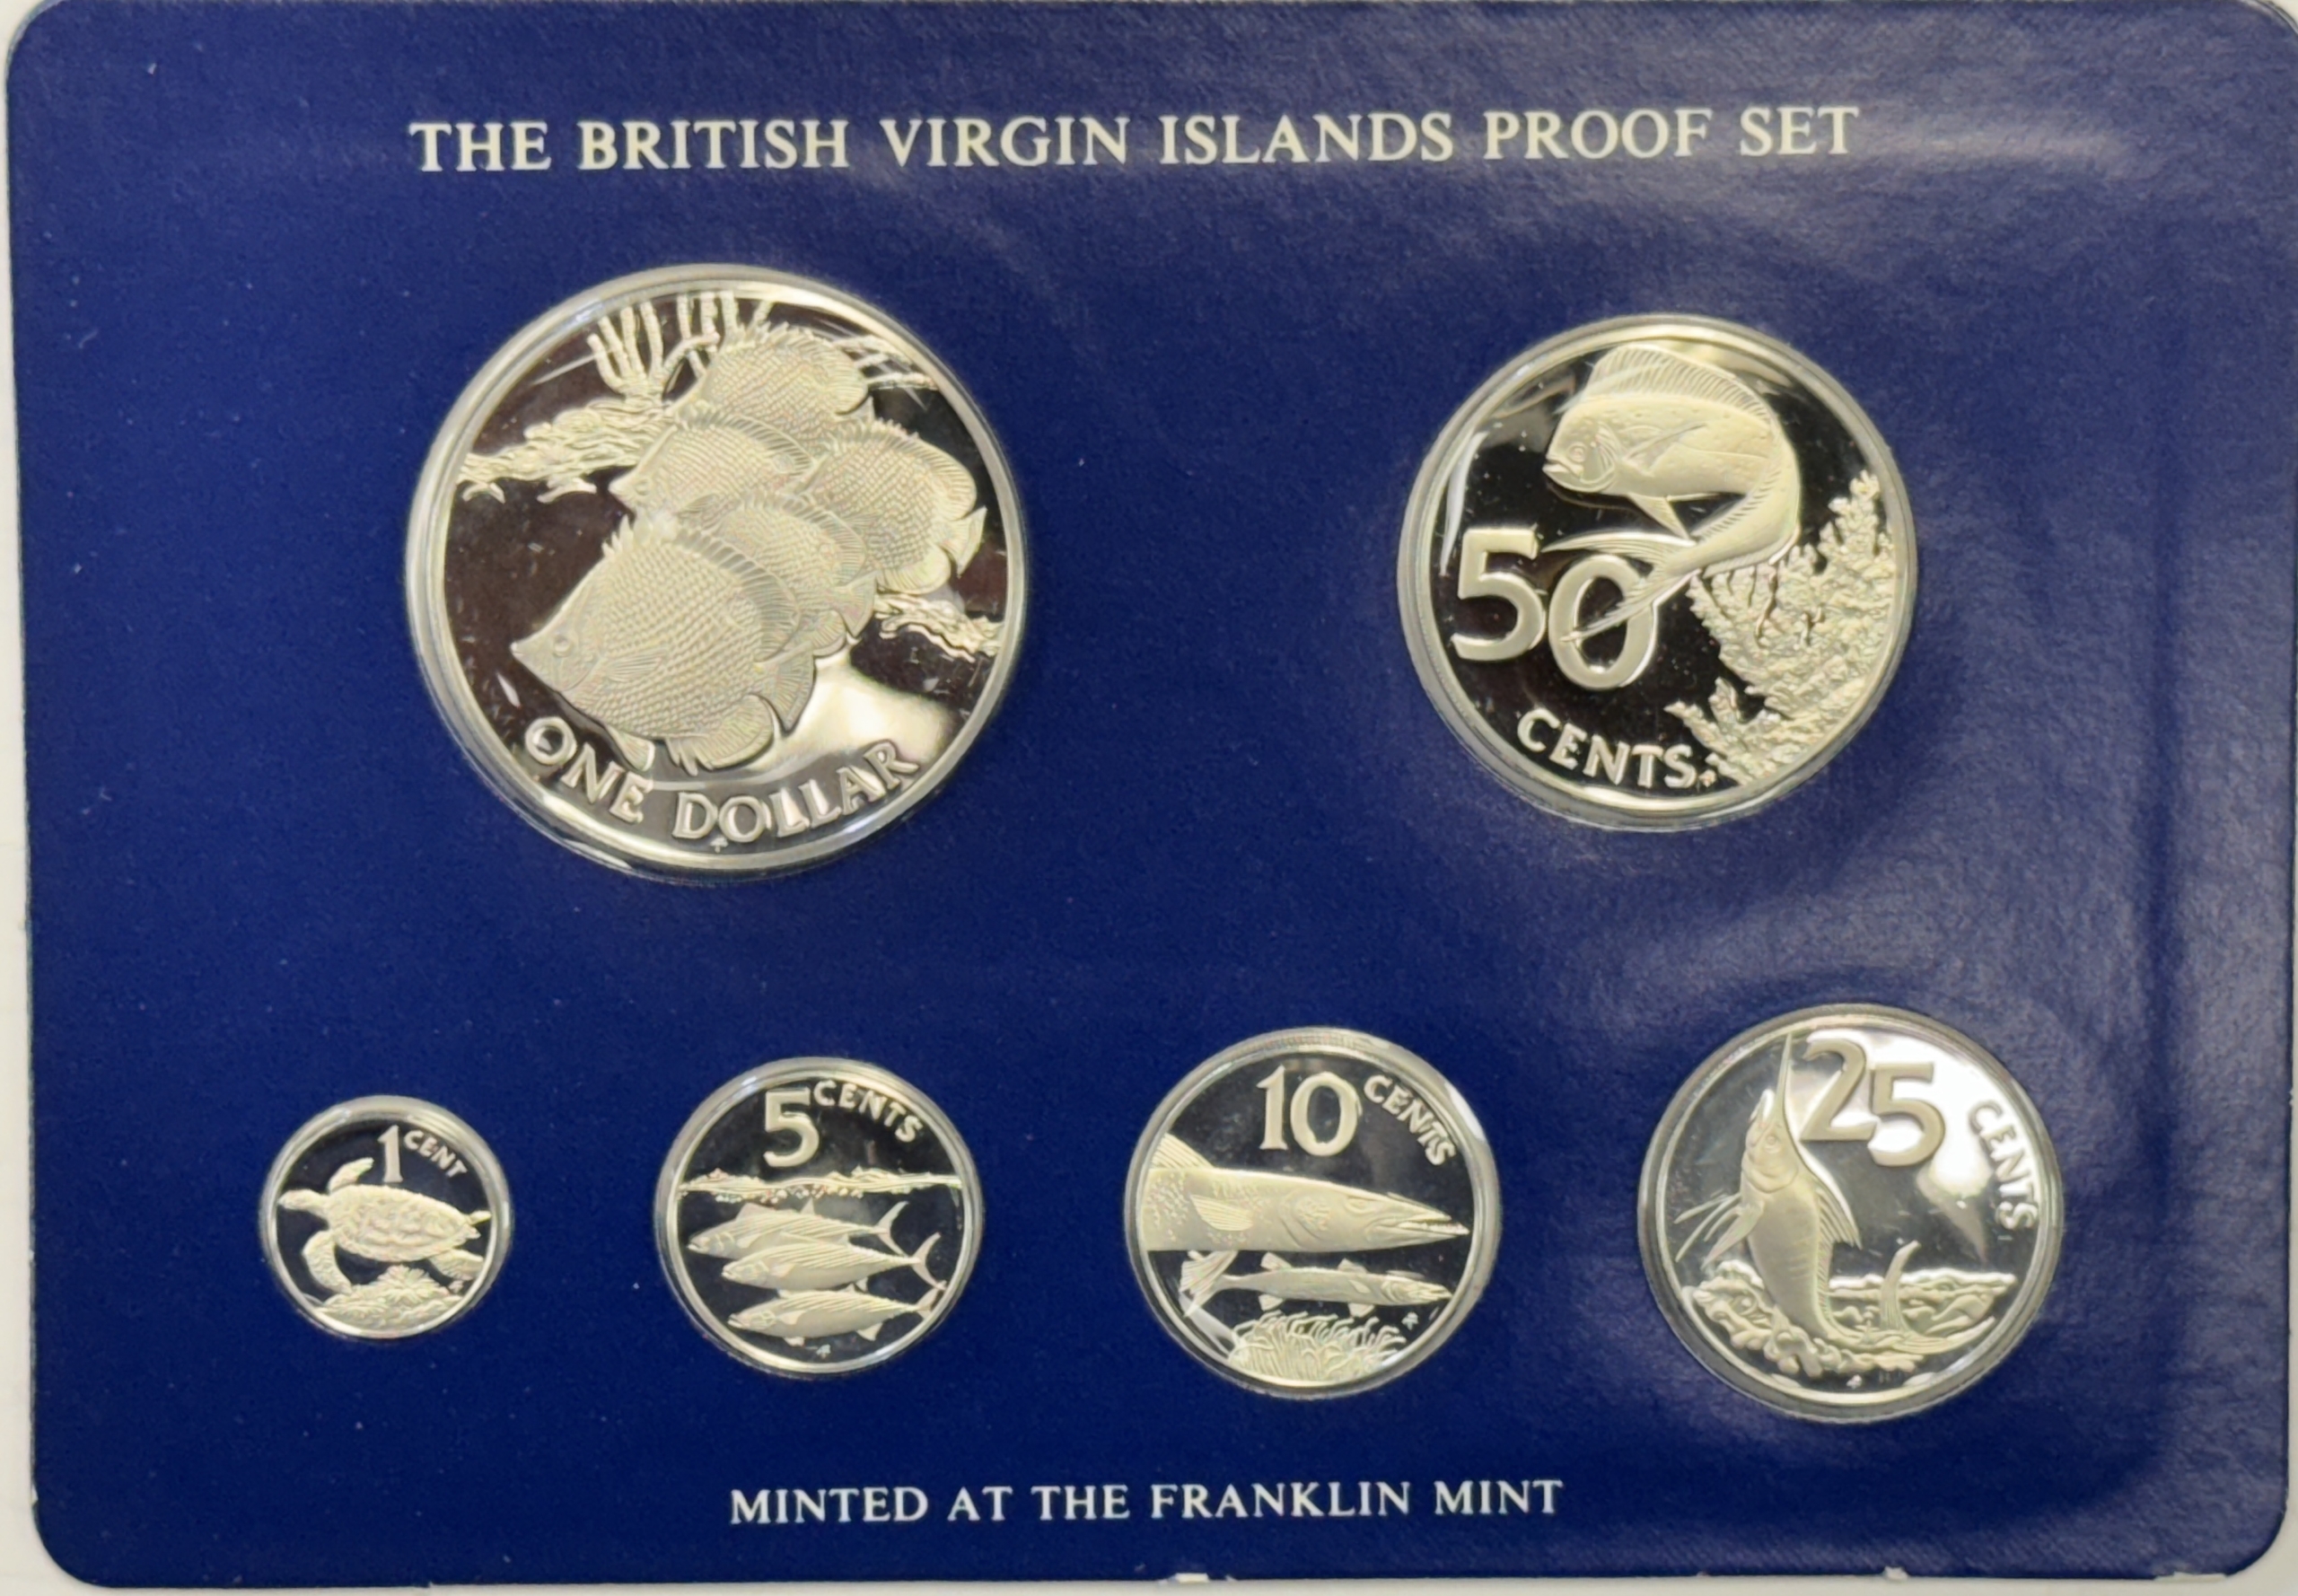 THE BRITISH VIRGIN ISLANDS PROOF SET
ONE DOLLAR
50
CENTS
1 CENT
5 CENTS
10 CENTS
25 CENTS
MINTED AT THE FRANKLIN MINT